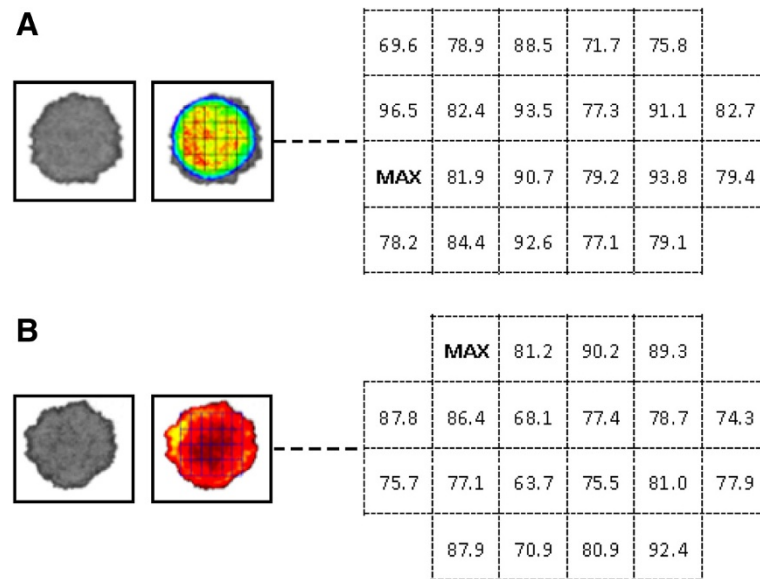 A
69.6 78.9 88.5 71.7 75.8
96.5 82.4 93.5 77.3 91.1 82.7
MAX 81.9 90.7 79.2 93.8 79.4
78.2 84.4 92.6 77.1 79.1
B
MAX 81.2 90.2 89.3
87.8 86.4 68.1 77.4 78.7 74.3
75.7 77.1 63.7 75.5 81.0 77.9
87.9 70.9 80.9 92.4